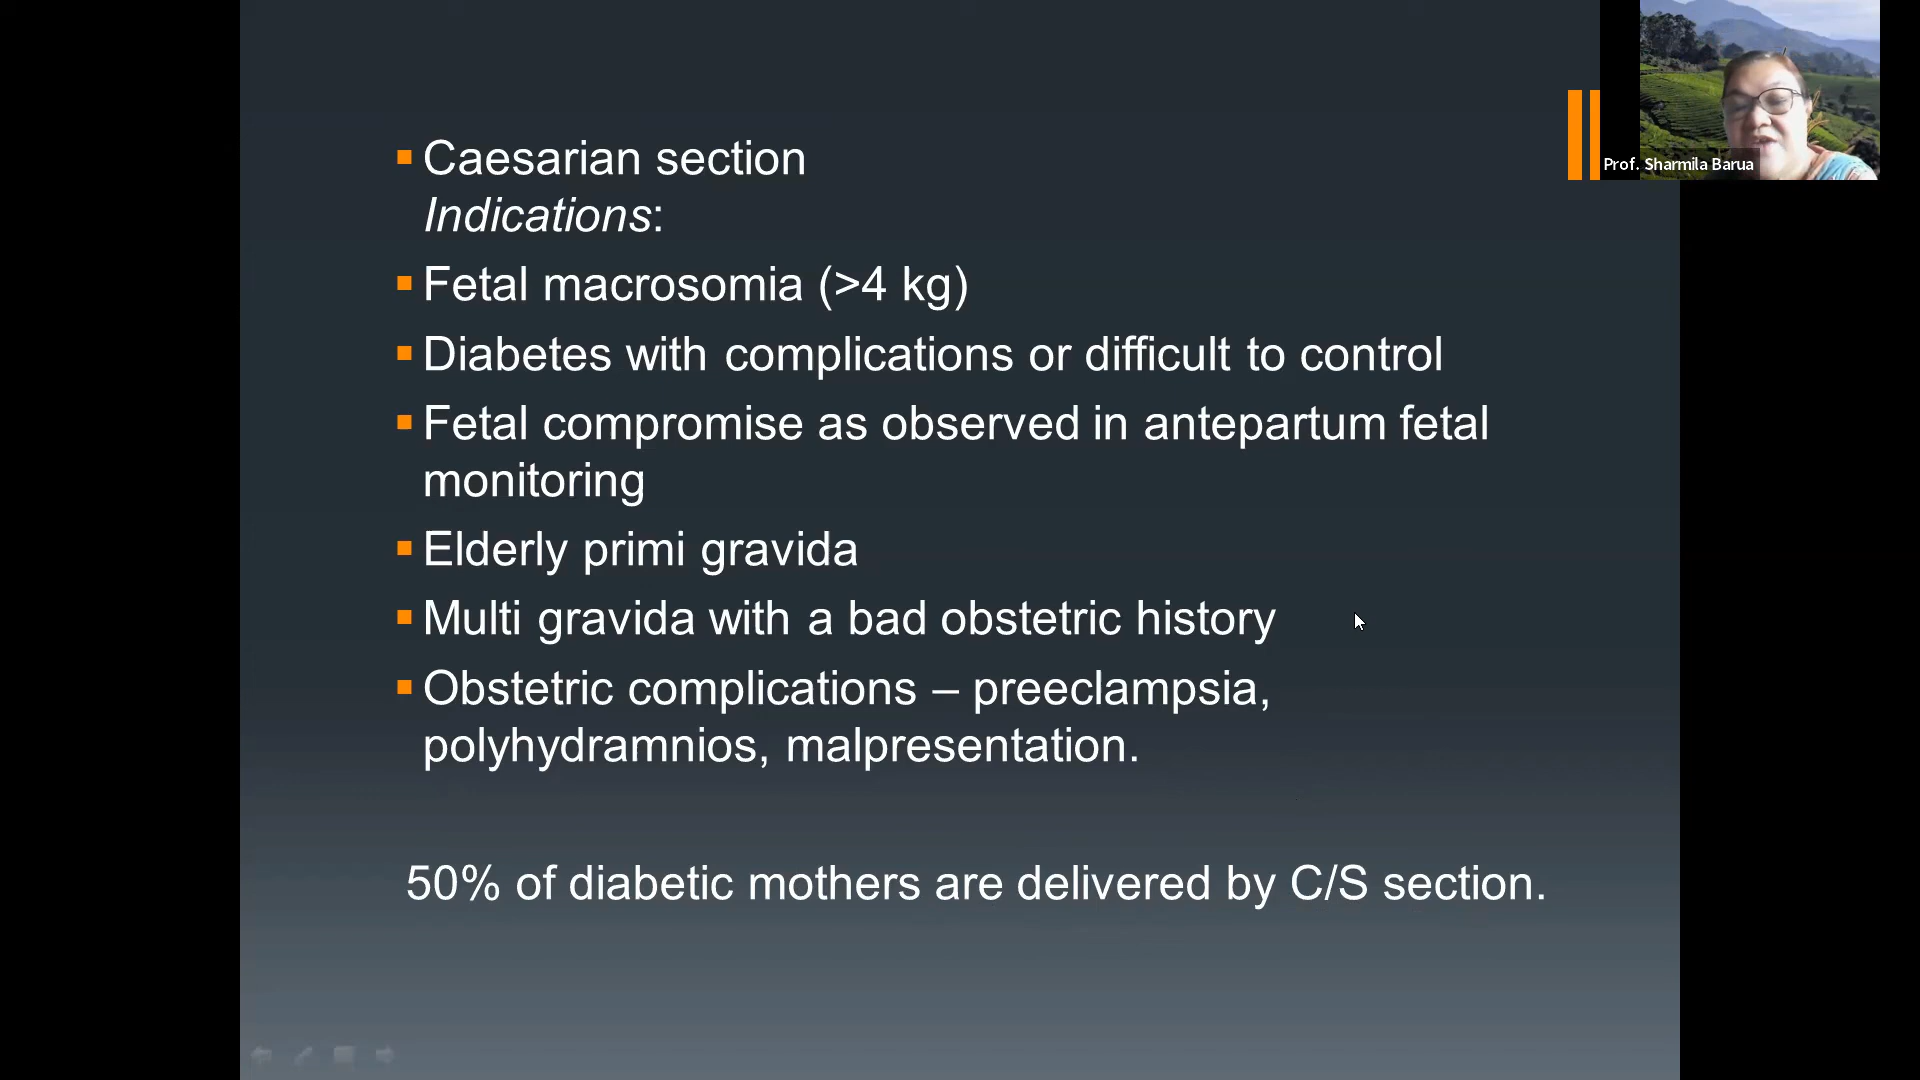 Caesarian section
Indications:
Fetal macrosomia (>4 kg)
Diabetes with complications or difficult to control
Fetal compromise as observed in antepartum fetal
monitoring
Elderly primi gravida
Multi gravida with a bad obstetric history
Obstetric complications – preeclampsia,
polyhydramnios, malpresentation.
50% of diabetic mothers are delivered by C/S section.
Prof. Sharmila Barua